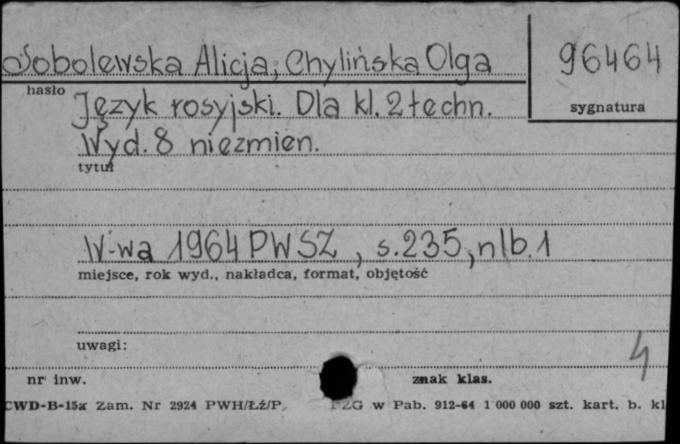 Sobolewska Alicja, Chylińska Olga
96464
hasło
sygnatura
Język rosyjski. Dla kl. 2 techn.
Wyd. 8 niezmien.
tytuł
W-wa 1964 PWSZ, s. 235, nlb. 1
miejsce, rok wyd., nakładca, format, objętość
uwagi:
4
nr inw.
znak klas.
CWD-B-15a Zam. Nr 2924 PWH/Łź/P. PZG w Pab. 912-64 1 000 000 szt. kart. b. kl